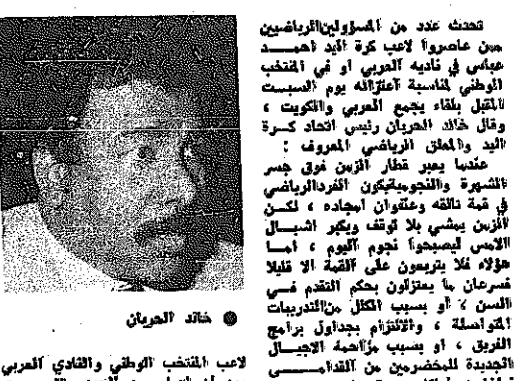 تحدث عدد من المسؤولين الرياضيين
ممن عاصروا لاعب كرة اليد احمد
عباس في ناديه العربي او في المنتخب
الوطني لمناسبة اعتزاله يوم السبت
المقبل بلقاء يجمع العربي والكويت ،
وقال خالد الحربان رئيس اتحاد كرة
اليد والمعلق الرياضي المعروف :
عندما يعبر قطار الزمن فوق جسر
الشهرة والنجومية يكون الفرد الرياضي
في قمة تالقه وعنفوان امجاده ، لكن
الزمن يمشي بلا توقف ويكبر اشبال
الامس ليصبحوا نجوم اليوم ، اما
هؤلاء فلا يتربعون على القمة الا قليلا
فسرعان ما يعتزلون بحكم التقدم في
السن ، او بسبب الكلل من التدريبات
المتواصلة ، والالتزام بجداول برامج
الفريق ، او بسبب مزاحمة الاجيال
الجديدة للمخضرمين من القدامى
خالد الحربان
لاعب المنتخب الوطني والنادي العربي